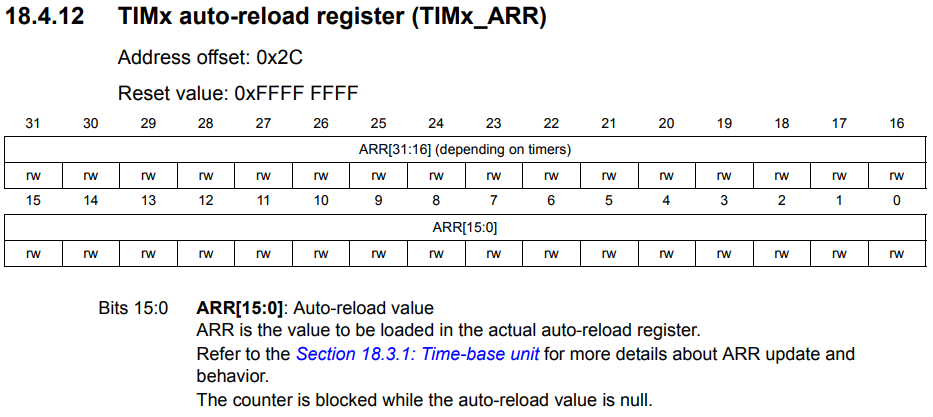 18.4.12 TIMx auto-reload register (TIMx_ARR)
Address offset: 0x2C
Reset value: 0xFFFF FFFF
31 30 29 28 27 26 25 24 23 22 21 20 19 18 17 16
ARR[31:16] (depending on timers)
rw rw rw rw rw rw rw rw rw rw rw rw rw rw rw rw
15 14 13 12 11 10 9 8 7 6 5 4 3 2 1 0
ARR[15:0]
rw rw rw rw rw rw rw rw rw rw rw rw rw rw rw rw
Bits 15:0 ARR[15:0]: Auto-reload value
ARR is the value to be loaded in the actual auto-reload register.
Refer to the Section 18.3.1: Time-base unit for more details about ARR update and
behavior.
The counter is blocked while the auto-reload value is null.